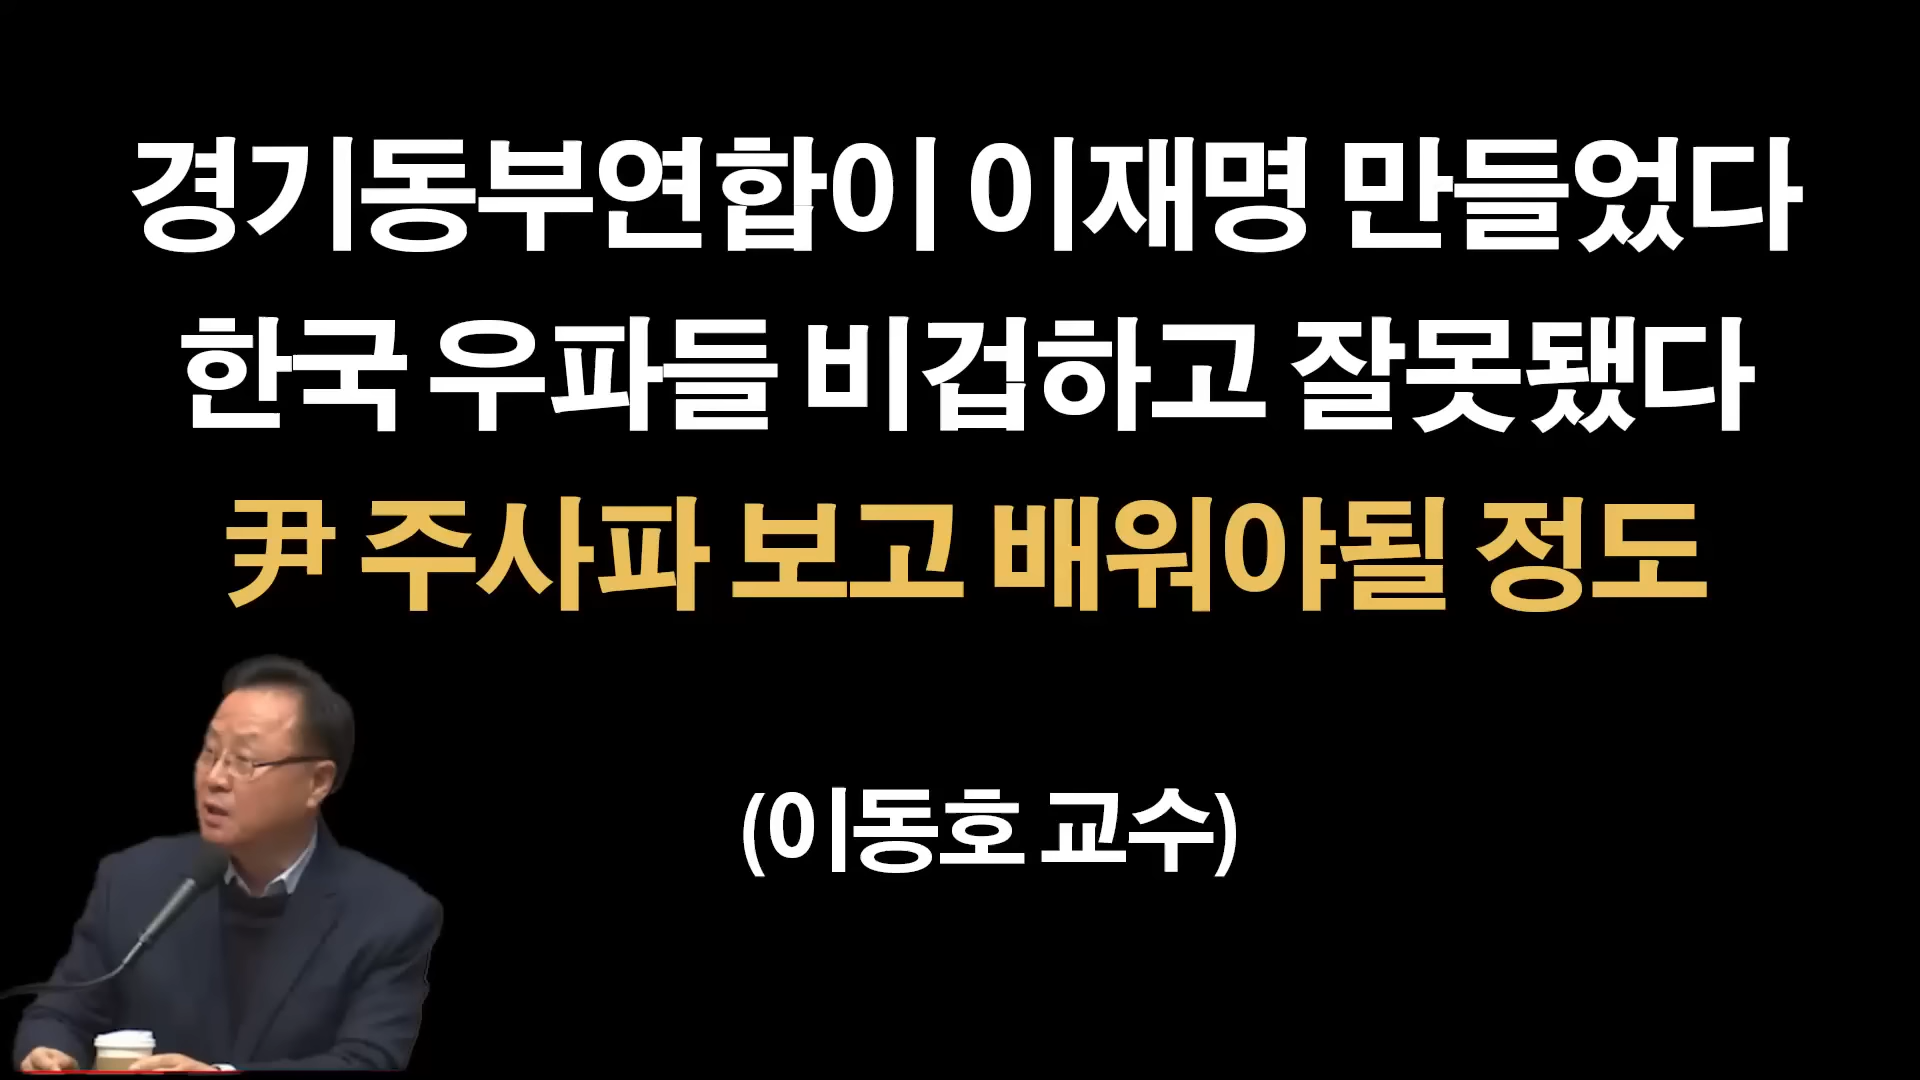 경기동부연합이 이재명 만들었다
한국 우파들 비겁하고 잘못됐다
尹 주사파 보고 배워야될 정도
(이동호 교수)